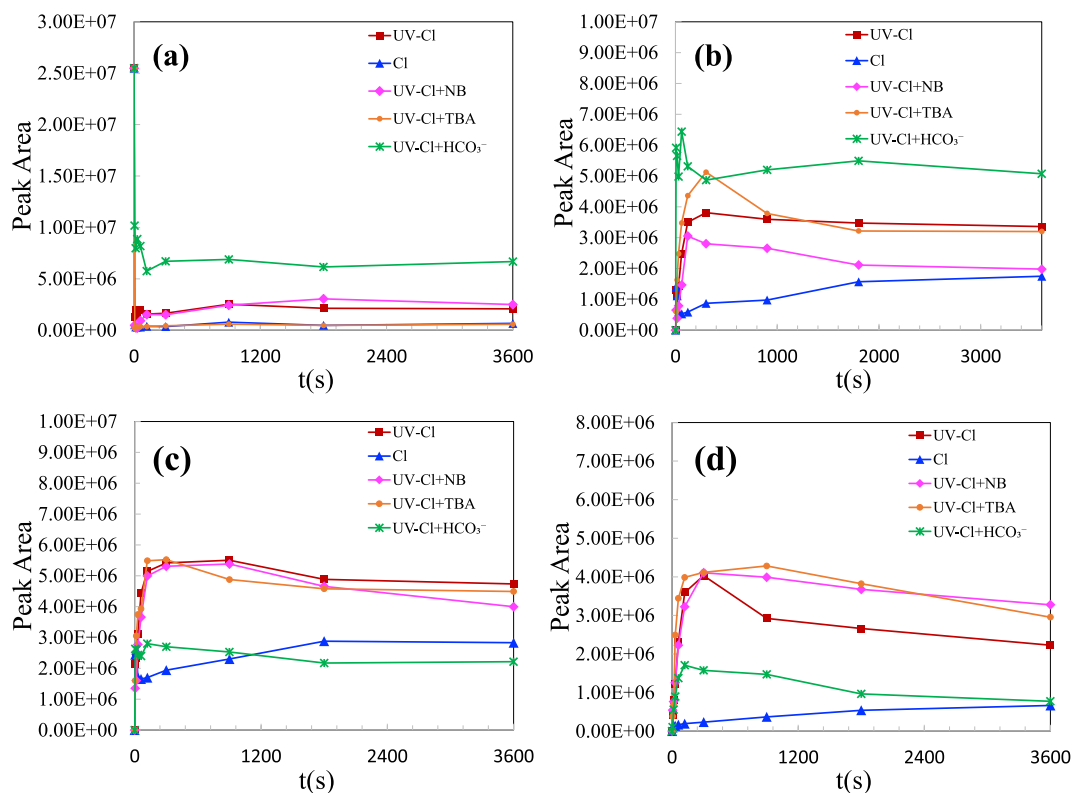 (a)
Peak Area
3.00E+07
2.50E+07
2.00E+07
1.50E+07
1.00E+07
5.00E+06
0.00E+00
0 1200 2400 3600
t(s)
UV-Cl
Cl
UV-Cl+NB
UV-Cl+TBA
UV-Cl+HCO₃⁻
(b)
Peak Area
1.00E+07
9.00E+06
8.00E+06
7.00E+06
6.00E+06
5.00E+06
4.00E+06
3.00E+06
2.00E+06
1.00E+06
0.00E+00
0 1000 2000 3000
t(s)
UV-Cl
Cl
UV-Cl+NB
UV-Cl+TBA
UV-Cl+HCO₃⁻
(c)
Peak Area
1.00E+07
9.00E+06
8.00E+06
7.00E+06
6.00E+06
5.00E+06
4.00E+06
3.00E+06
2.00E+06
1.00E+06
0.00E+00
0 1200 2400 3600
t(s)
UV-Cl
Cl
UV-Cl+NB
UV-Cl+TBA
UV-Cl+HCO₃⁻
(d)
Peak Area
8.00E+06
7.00E+06
6.00E+06
5.00E+06
4.00E+06
3.00E+06
2.00E+06
1.00E+06
0.00E+00
0 1200 2400 3600
t(s)
UV-Cl
Cl
UV-Cl+NB
UV-Cl+TBA
UV-Cl+HCO₃⁻